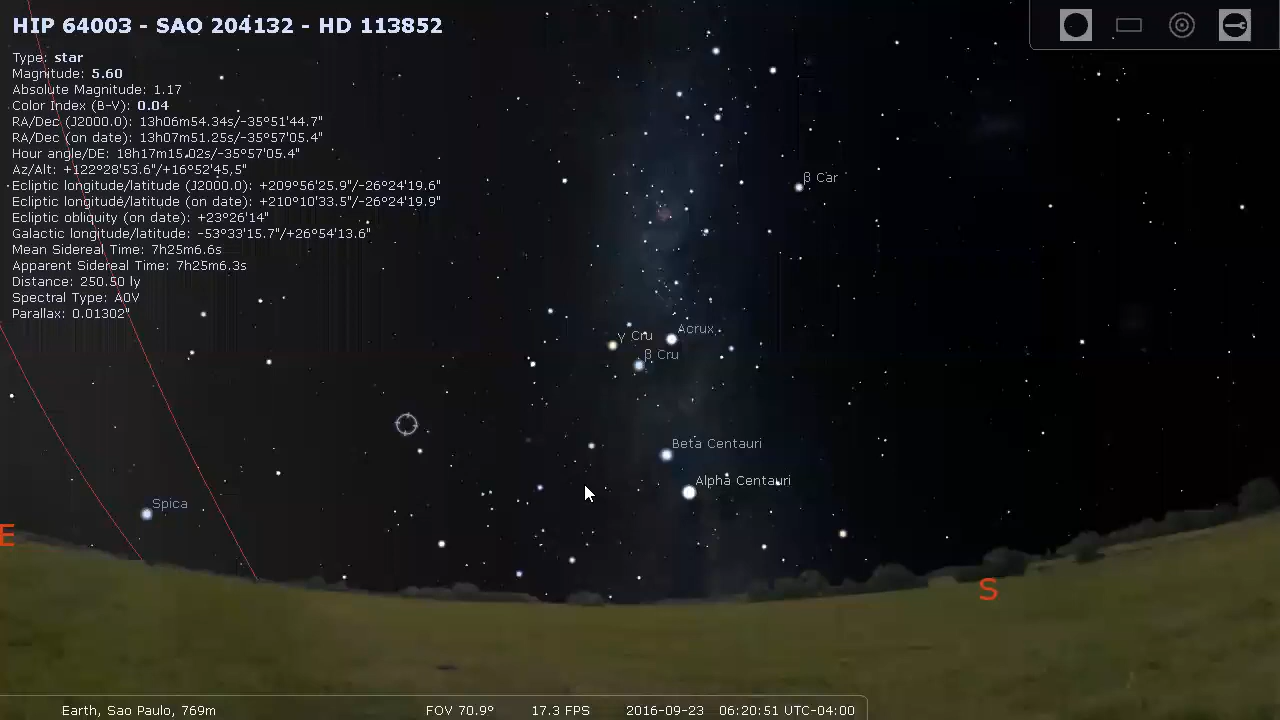 HIP 64003 - SAO 204132 - HD 113852
Type: star
Magnitude: 5.60
Absolute Magnitude: 1.17
Color Index (B-V): 0.04
RA/Dec (J2000.0): 13h06m54.34s/-35°51'44.7"
RA/Dec (on date): 13h07m51.25s/-35°57'05.4"
Hour angle/DE: 18h17m15.02s/-35°57'05.4"
Az/Alt: +122°28'53.6"/+16°52'45.5"
Ecliptic longitude/latitude (J2000.0): +209°56'25.9"/-26°24'19.6"
Ecliptic longitude/latitude (on date): +210°10'33.5"/-26°24'19.9"
Ecliptic obliquity (on date): +23°26'14"
Galactic longitude/latitude: -53°33'15.7"/+26°54'13.6"
Mean Sidereal Time: 7h25m6.6s
Apparent Sidereal Time: 7h25m6.3s
Distance: 250.50 ly
Spectral Type: A0V
Parallax: 0.01302"
β Car
Acrux
γ Cru
β Cru
Beta Centauri
Alpha Centauri
Spica
E
S
Earth, Sao Paulo, 769m FOV 70.9° 17.3 FPS 2016-09-23 06:20:51 UTC-04:00